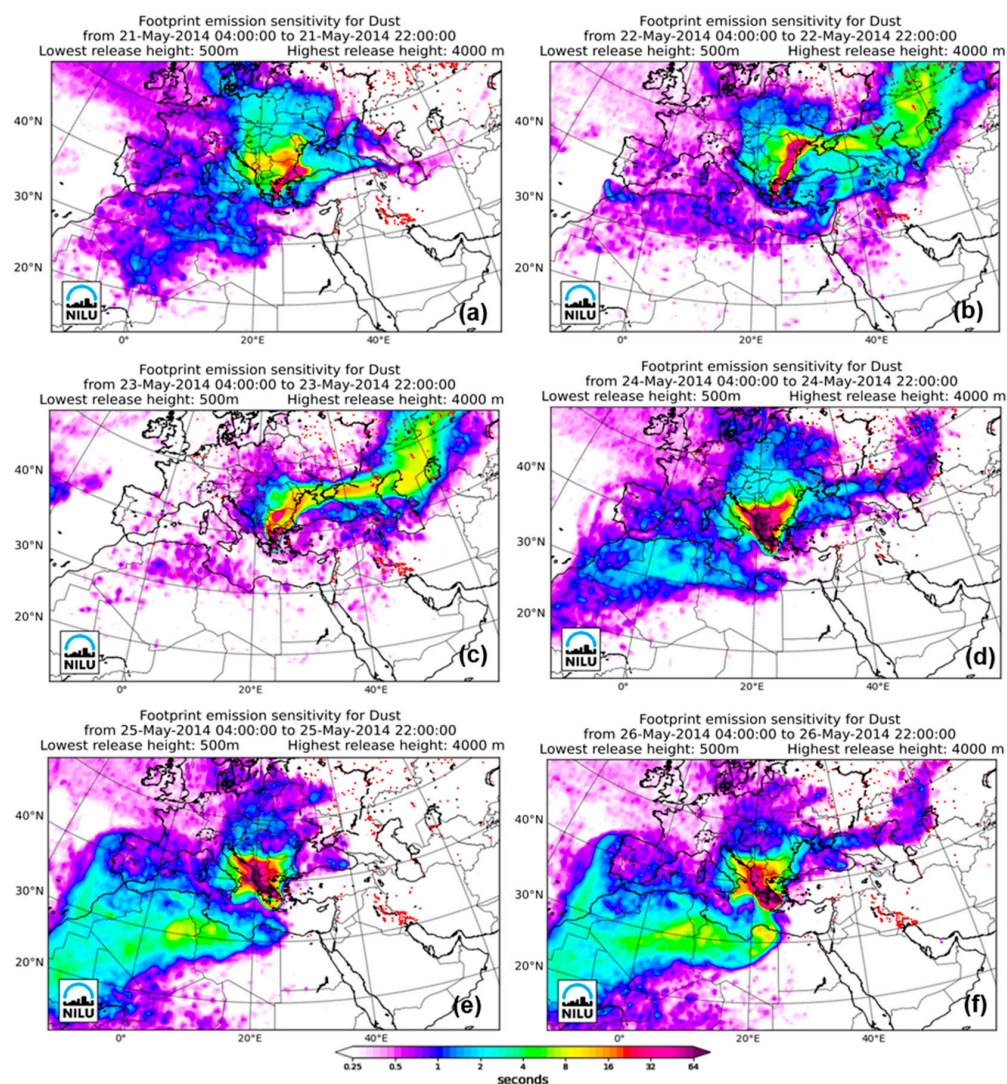 Footprint emission sensitivity for Dust
from 21-May-2014 04:00:00 to 21-May-2014 22:00:00
Lowest release height: 500m Highest release height: 4000 m
40°N
30°N
20°N
NILU
(a)
0° 20°E 40°E
Footprint emission sensitivity for Dust
from 22-May-2014 04:00:00 to 22-May-2014 22:00:00
Lowest release height: 500m Highest release height: 4000 m
40°N
30°N
20°N
NILU
(b)
0° 20°E 40°E
Footprint emission sensitivity for Dust
from 23-May-2014 04:00:00 to 23-May-2014 22:00:00
Lowest release height: 500m Highest release height: 4000 m
40°N
30°N
20°N
NILU
(c)
0° 20°E 40°E
Footprint emission sensitivity for Dust
from 24-May-2014 04:00:00 to 24-May-2014 22:00:00
Lowest release height: 500m Highest release height: 4000 m
40°N
30°N
20°N
NILU
(d)
0° 20°E 40°E
Footprint emission sensitivity for Dust
from 25-May-2014 04:00:00 to 25-May-2014 22:00:00
Lowest release height: 500m Highest release height: 4000 m
40°N
30°N
20°N
NILU
(e)
0° 20°E 40°E
Footprint emission sensitivity for Dust
from 26-May-2014 04:00:00 to 26-May-2014 22:00:00
Lowest release height: 500m Highest release height: 4000 m
40°N
30°N
20°N
NILU
(f)
0° 20°E 40°E
0.25 0.5 1 2 4 8 16 32 64
seconds